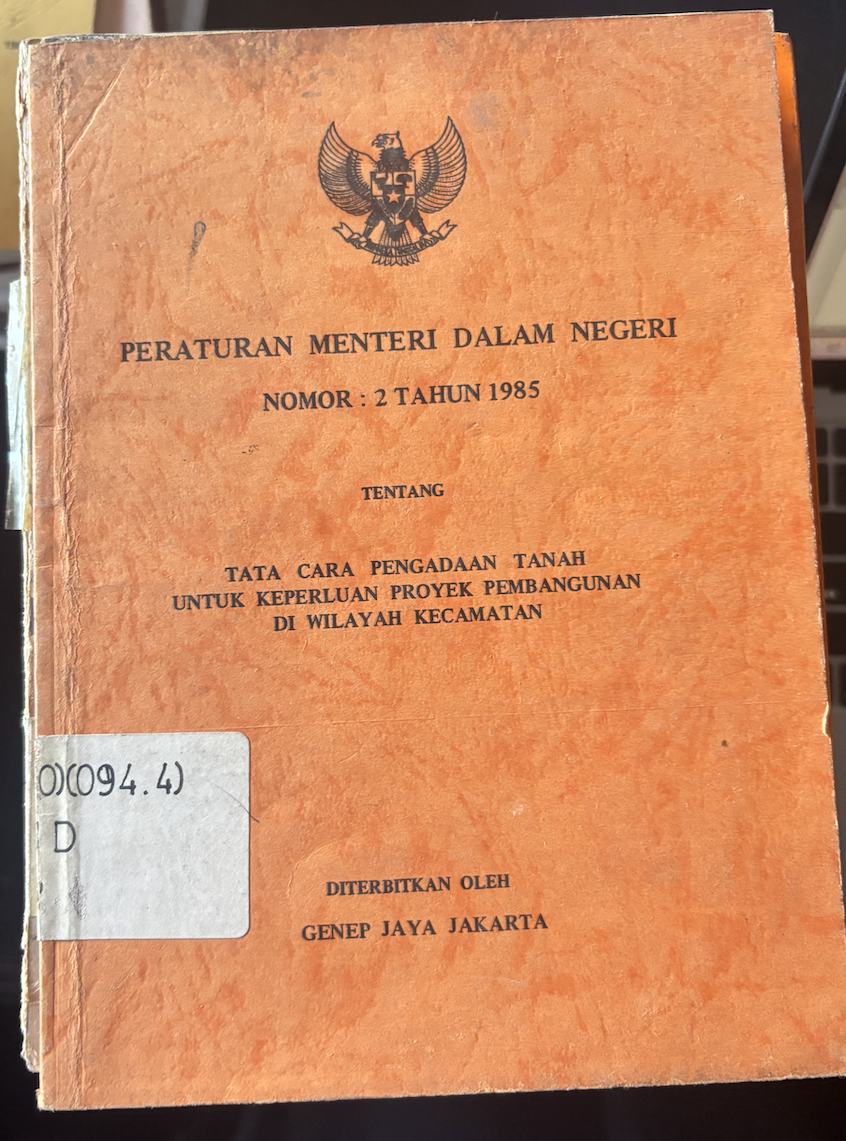 PERATURAN MENTERI DALAM NEGERI
NOMOR : 2 TAHUN 1985
TENTANG
TATA CARA PENGADAAN TANAH
UNTUK KEPERLUAN PROYEK PEMBANGUNAN
DI WILAYAH KECAMATAN
0)(094.4)
D
DITERBITKAN OLEH
GENEP JAYA JAKARTA